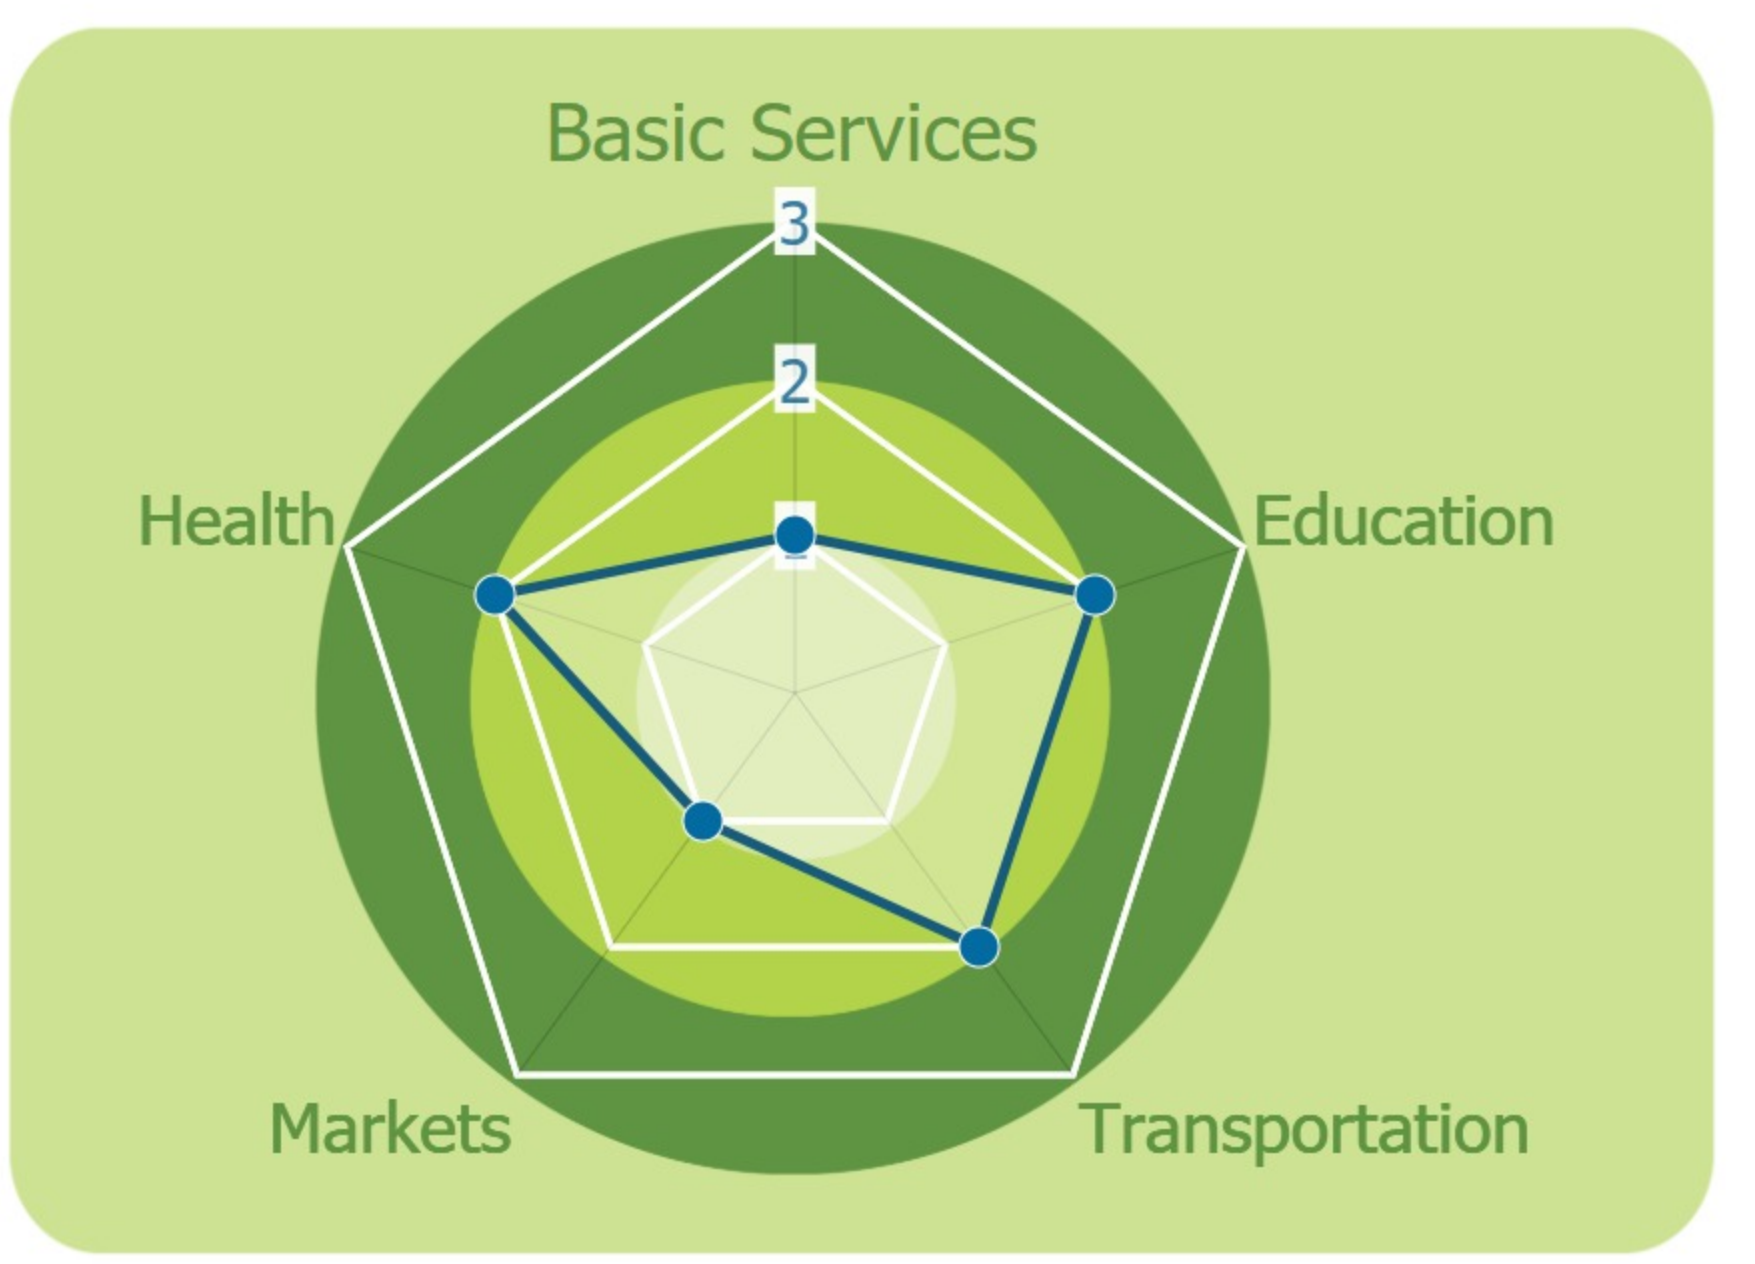 Basic Services
3
2
Health
Education
Markets
Transportation